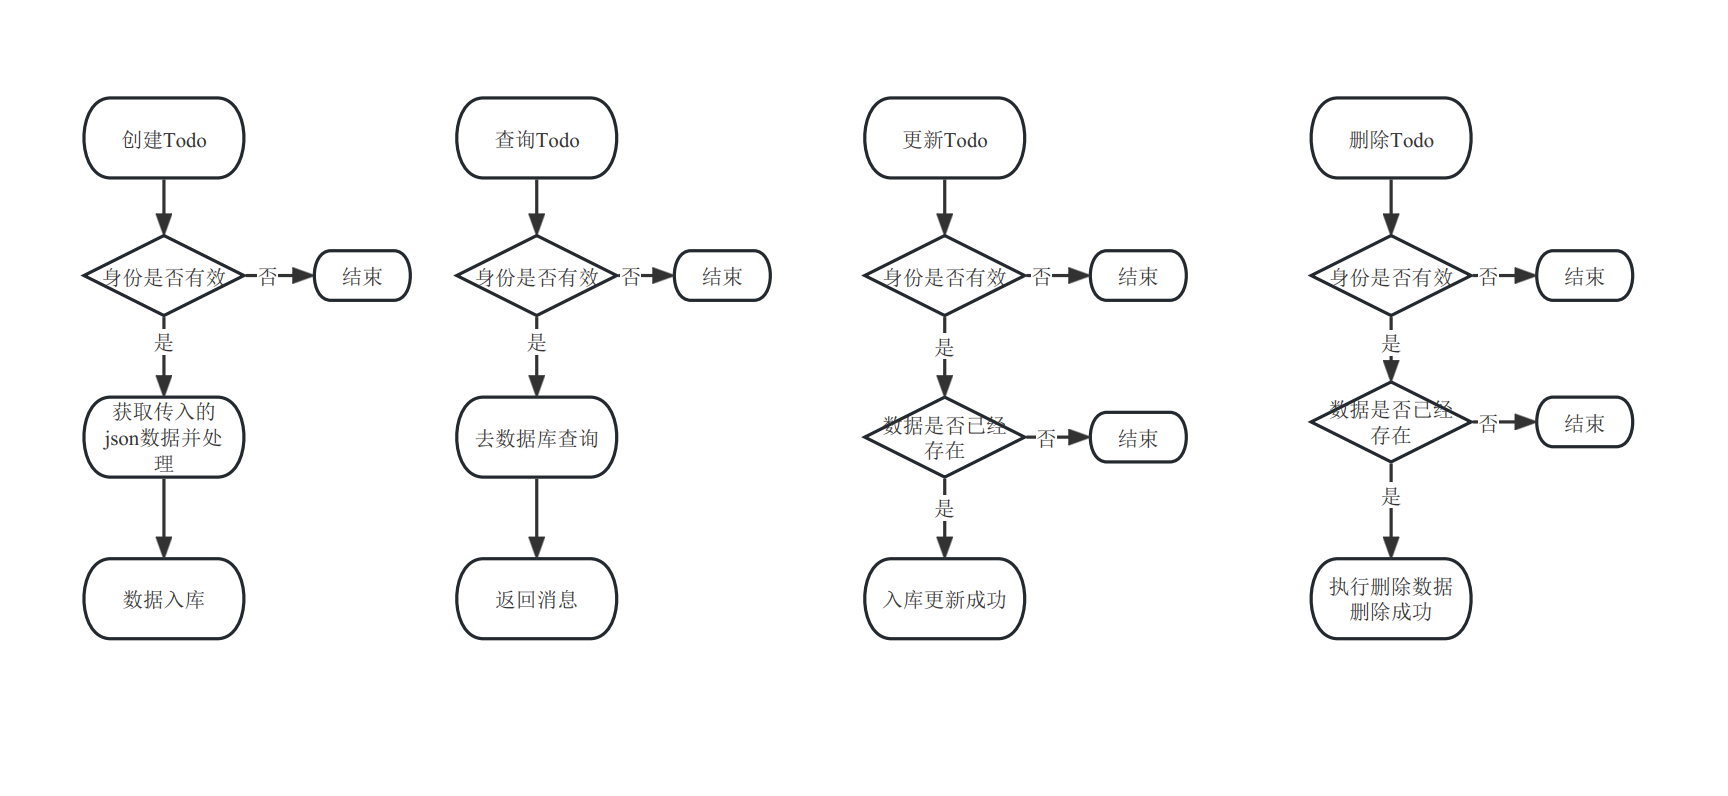 创建Todo
身份是否有效
否
结束
是
获取传入的
json数据并处
理
数据入库
查询Todo
身份是否有效
否
结束
是
去数据库查询
返回消息
更新Todo
身份是否有效
否
结束
是
数据是否已经
存在
否
结束
是
入库更新成功
删除Todo
身份是否有效
否
结束
是
数据是否已经
存在
否
结束
是
执行删除数据
删除成功